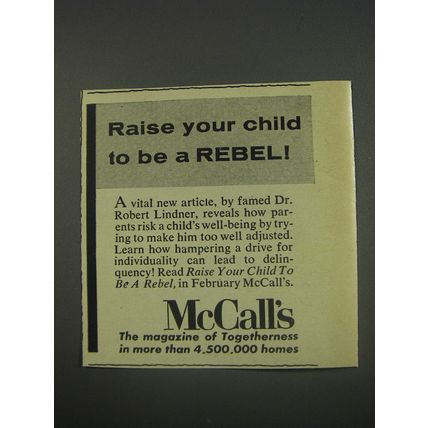 Raise your child
to be a REBEL!
A vital new article, by famed Dr.
Robert Lindner, reveals how par-
ents risk a child's well-being by try-
ing to make him too well adjusted.
Learn how hampering a drive for
individuality can lead to delin-
quency! Read Raise Your Child To
Be A Rebel, in February McCall's.
McCall's
The magazine of Togetherness
in more than 4,500,000 homes